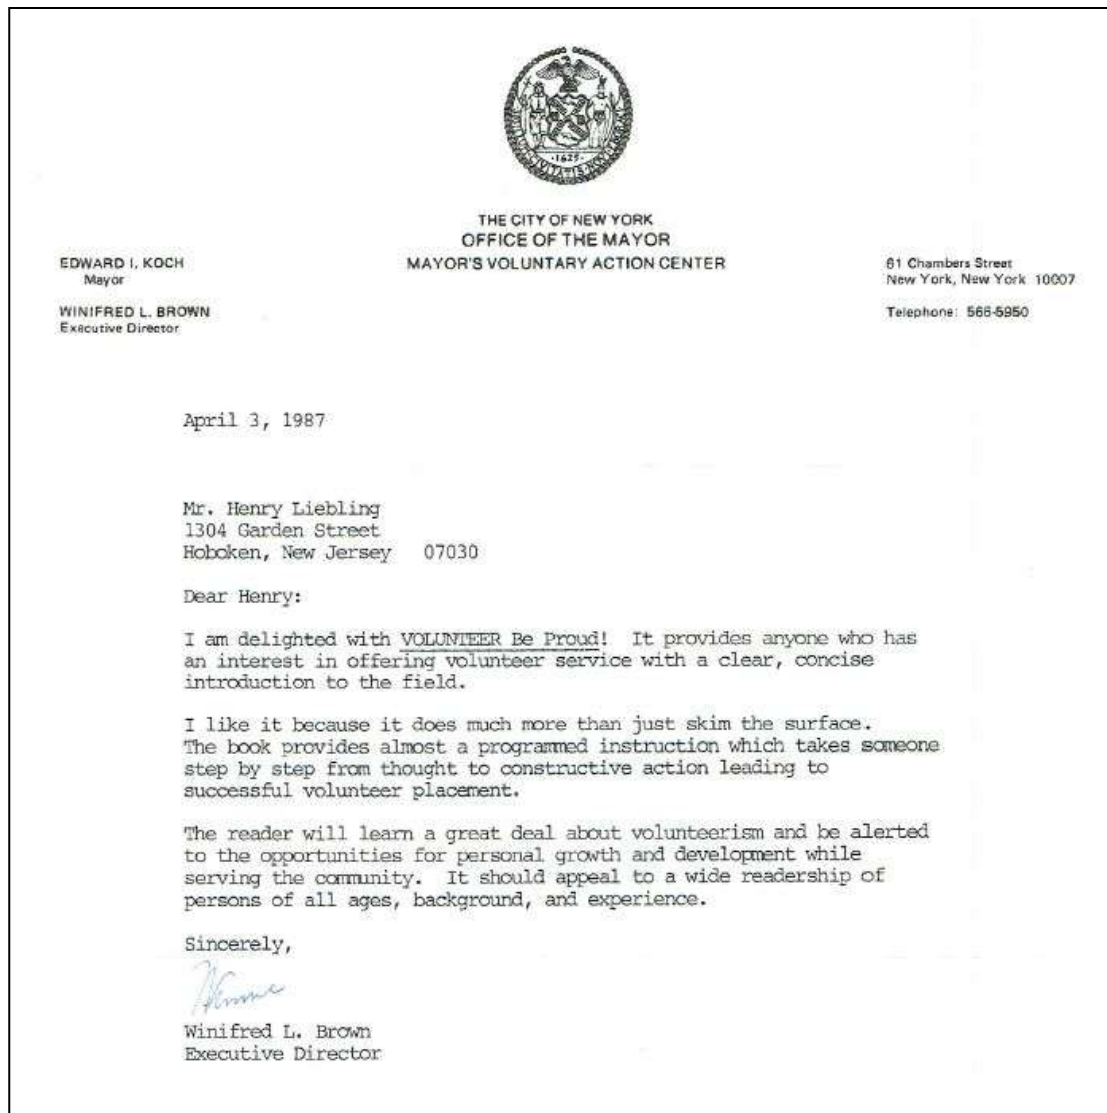 ·1625·
THE CITY OF NEW YORK
OFFICE OF THE MAYOR
MAYOR'S VOLUNTARY ACTION CENTER
EDWARD I. KOCH
Mayor
WINIFRED L. BROWN
Executive Director
61 Chambers Street
New York, New York 10007
Telephone: 566-5950
April 3, 1987
Mr. Henry Liebling
1304 Garden Street
Hoboken, New Jersey 07030
Dear Henry:
I am delighted with VOLUNTEER Be Proud! It provides anyone who has
an interest in offering volunteer service with a clear, concise
introduction to the field.
I like it because it does much more than just skim the surface.
The book provides almost a programmed instruction which takes someone
step by step from thought to constructive action leading to
successful volunteer placement.
The reader will learn a great deal about volunteerism and be alerted
to the opportunities for personal growth and development while
serving the community. It should appeal to a wide readership of
persons of all ages, background, and experience.
Sincerely,
Winifred L. Brown
Executive Director